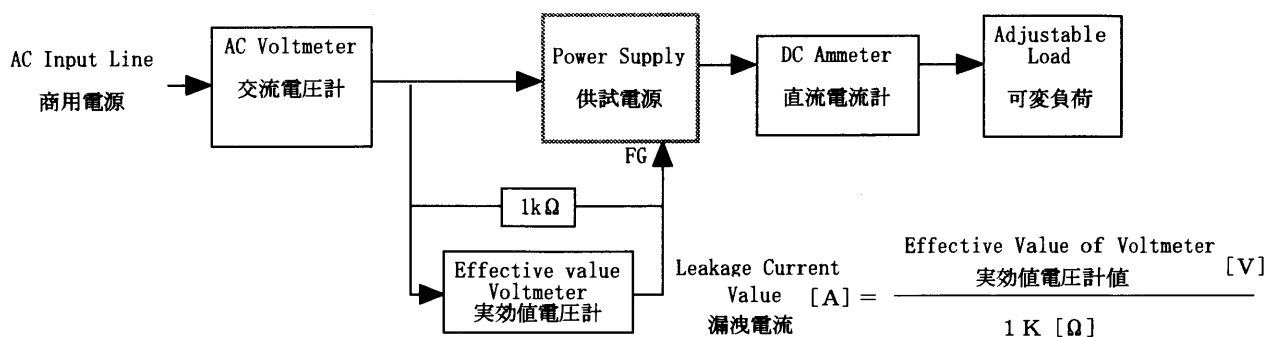 AC Input Line
商用電源
AC Voltmeter
交流電圧計
Power Supply
供試電源
DC Ammeter
直流電流計
Adjustable
Load
可変負荷
FG
1kΩ
Effective value
Voltmeter
実効値電圧計
Leakage Current
Value [A] =
漏洩電流
Effective Value of Voltmeter
実効値電圧計値 [V]
1 K [Ω]